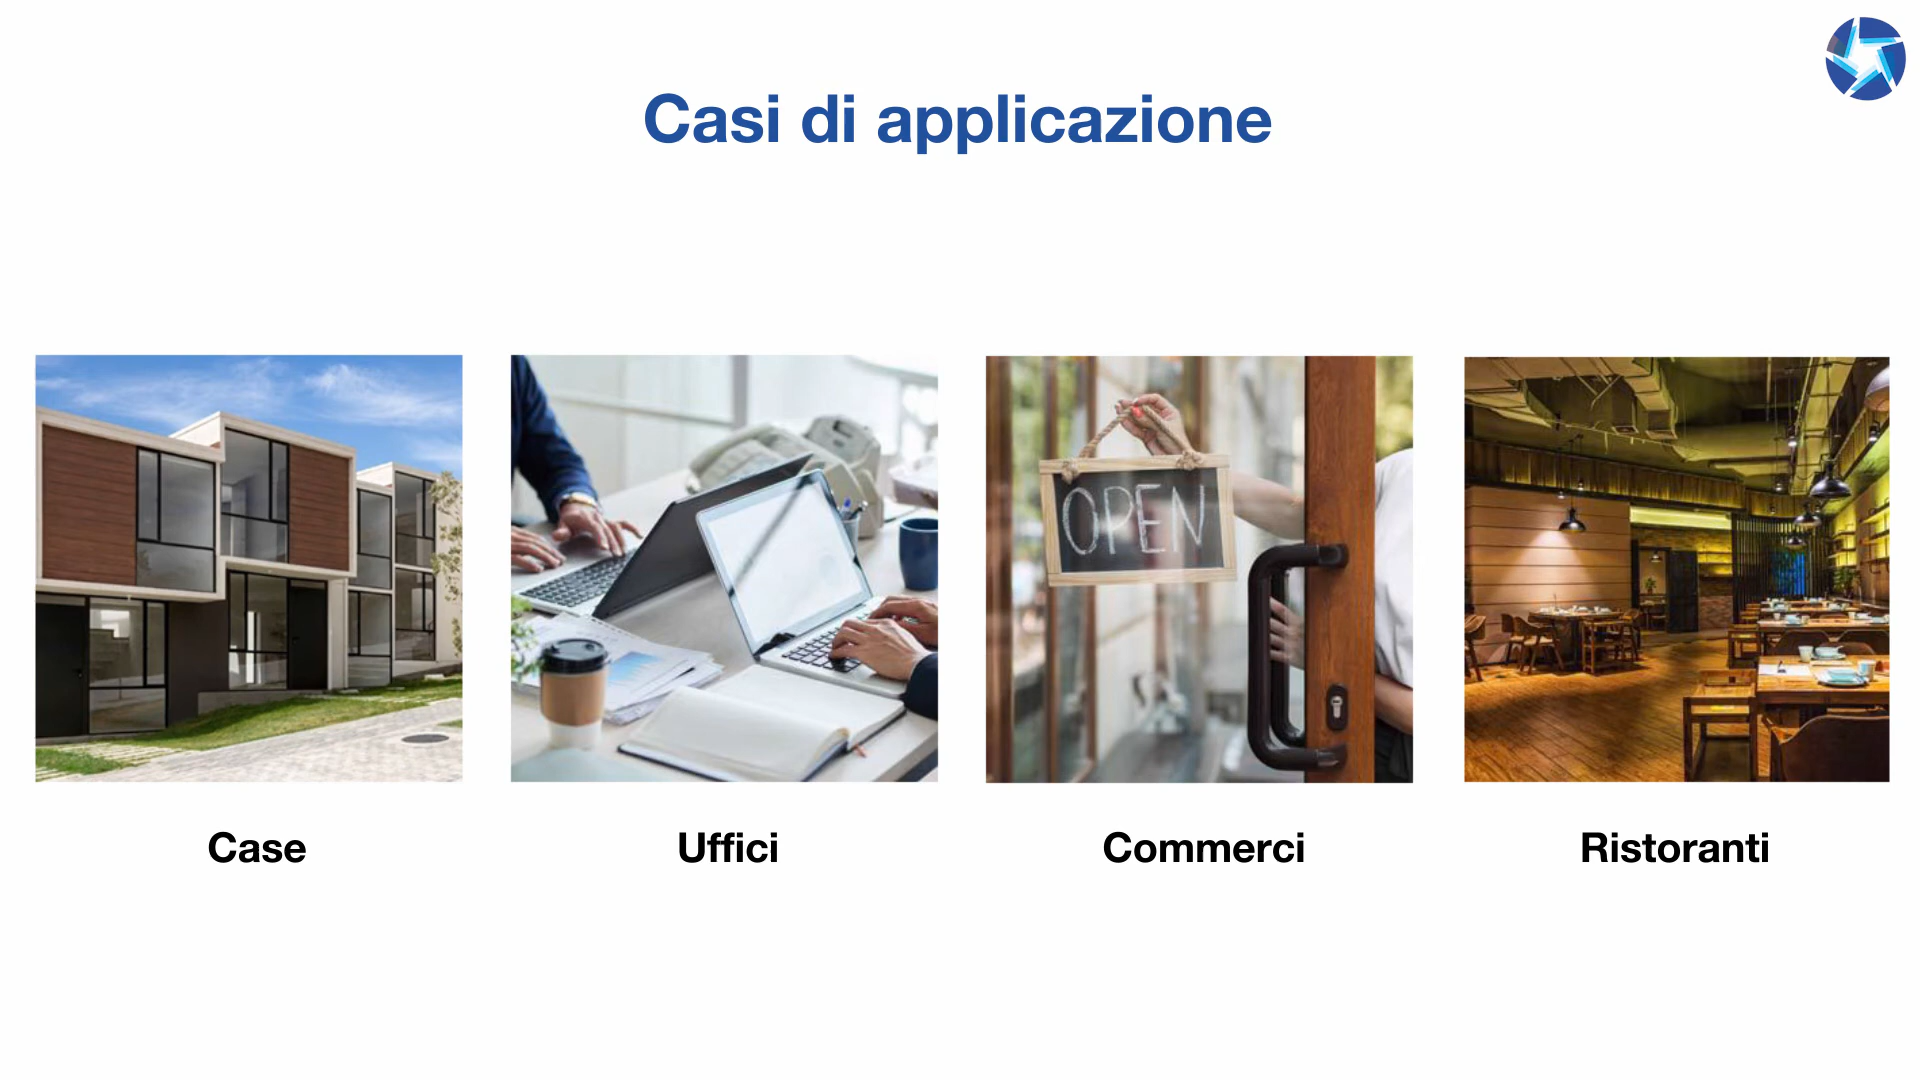 Casi di applicazione
OPEN
Case
Uffici
Commerci
Ristoranti